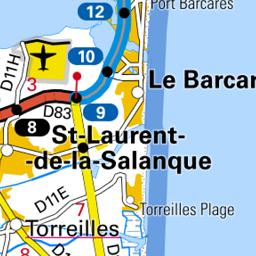 12
Port Barcarès
D11H
10
3
Le Barcar
8
D83
9
St-Laurent-
-de-la-Salanque
D11E
7
Torreilles Plage
Torreilles